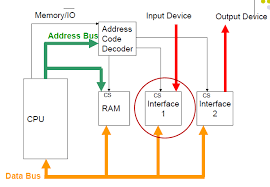 Memory/IO
Input Device
Output Device
Address Bus
Address
Code
Decoder
CS
RAM
CS
Interface
1
CS
Interface
2
CPU
Data Bus